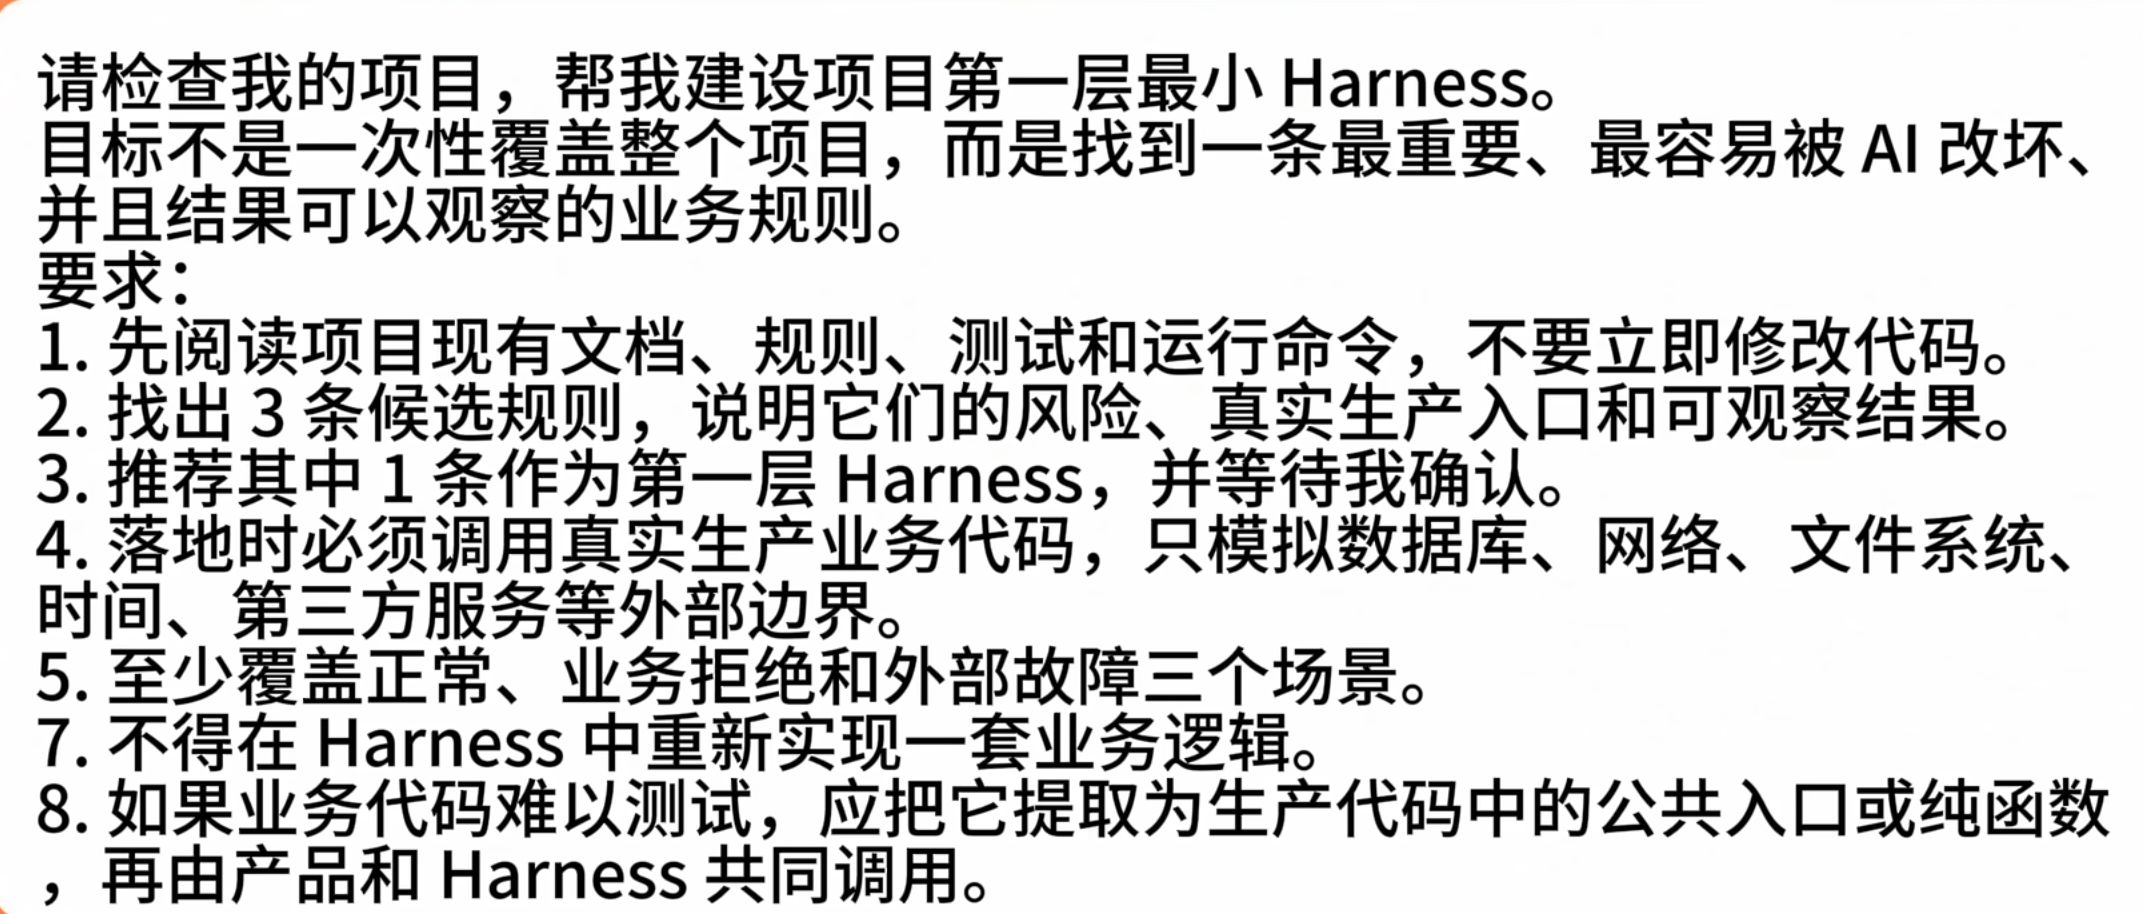 请检查我的项目，帮我建设项目第一层最小 Harness。
目标不是一次性覆盖整个项目，而是找到一条最重要、最容易被 AI 改坏、
并且结果可以观察的业务规则。
要求：
1. 先阅读项目现有文档、规则、测试和运行命令，不要立即修改代码。
2. 找出 3 条候选规则，说明它们的风险、真实生产入口和可观察结果。
3. 推荐其中 1 条作为第一层 Harness，并等待我确认。
4. 落地时必须调用真实生产业务代码，只模拟数据库、网络、文件系统、
时间、第三方服务等外部边界。
5. 至少覆盖正常、业务拒绝和外部故障三个场景。
7. 不得在 Harness 中重新实现一套业务逻辑。
8. 如果业务代码难以测试，应把它提取为生产代码中的公共入口或纯函数
，再由产品和 Harness 共同调用。